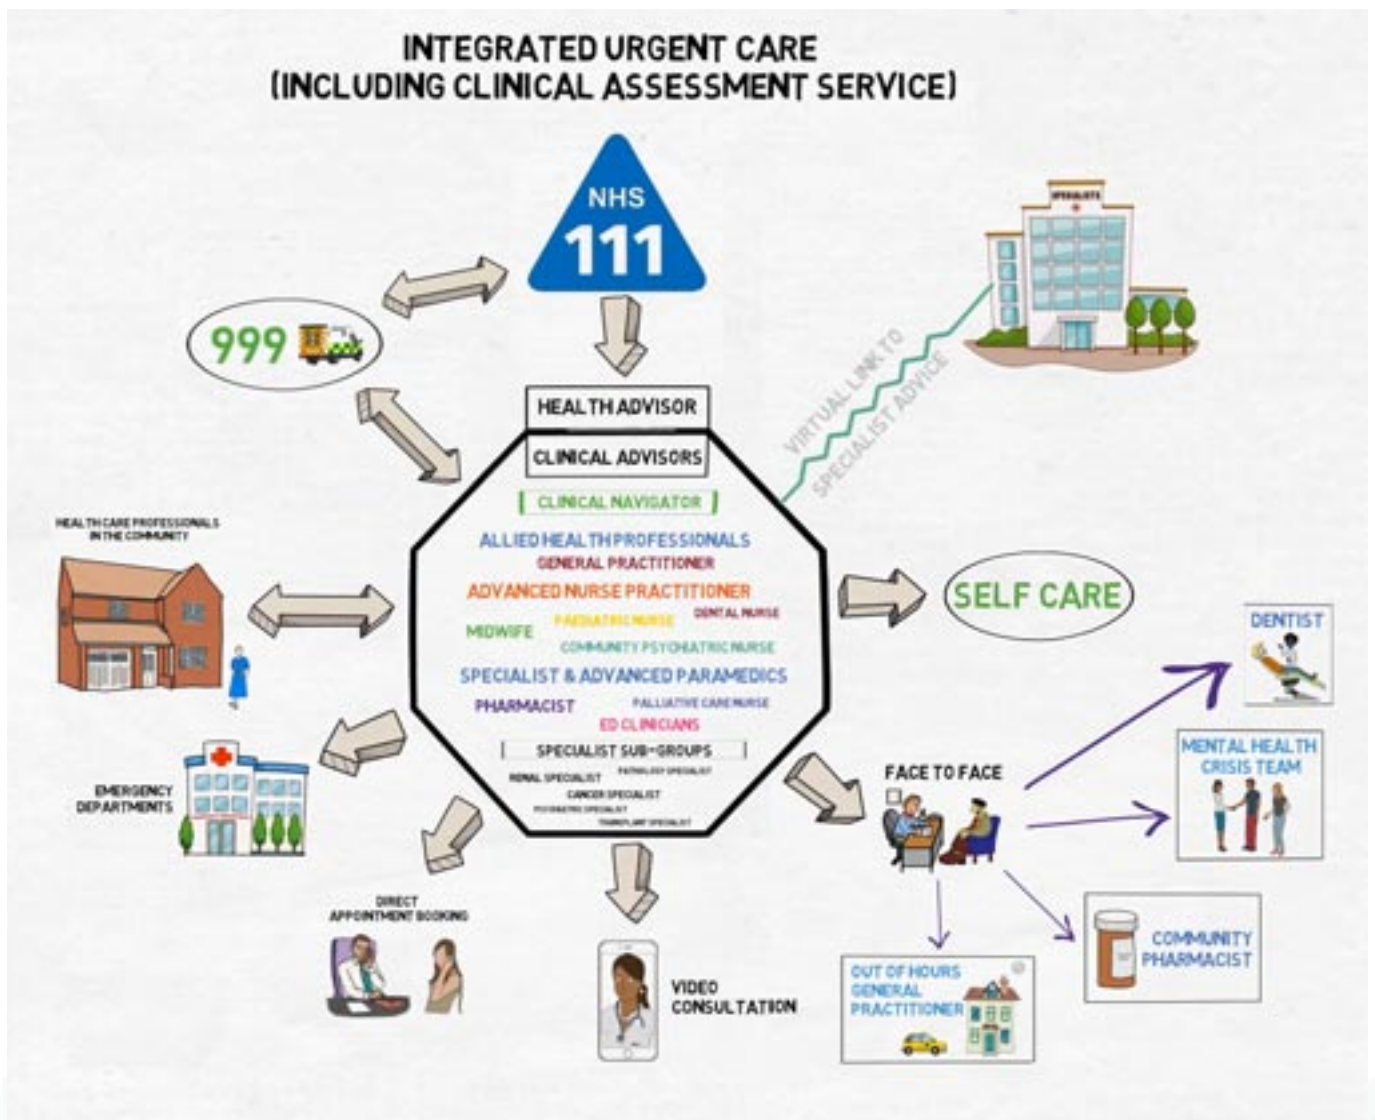 INTEGRATED URGENT CARE
(INCLUDING CLINICAL ASSESSMENT SERVICE)
NHS
111
SPECIALISTS
999
VIRTUAL LINK TO
SPECIALIST ADVICE
HEALTH ADVISOR
CLINICAL ADVISORS
CLINICAL NAVIGATOR
ALLIED HEALTH PROFESSIONALS
GENERAL PRACTITIONER
ADVANCED NURSE PRACTITIONER
DENTAL NURSE
PAEDIATRIC NURSE
MIDWIFE
COMMUNITY PSYCHIATRIC NURSE
SPECIALIST & ADVANCED PARAMEDICS
PHARMACIST
PALLIATIVE CARE NURSE
ED CLINICIANS
SPECIALIST SUB-GROUPS
PATHOLOGY SPECIALIST
RENAL SPECIALIST
CANCER SPECIALIST
PSYCHIATRIC SPECIALIST
TRANSPLANT SPECIALIST
HEALTH CARE PROFESSIONALS
IN THE COMMUNITY
SELF CARE
DENTIST
MENTAL HEALTH
CRISIS TEAM
FACE TO FACE
EMERGENCY
DEPARTMENTS
DIRECT
APPOINTMENT BOOKING
VIDEO
CONSULTATION
COMMUNITY
PHARMACIST
OUT OF HOURS
GENERAL
PRACTITIONER